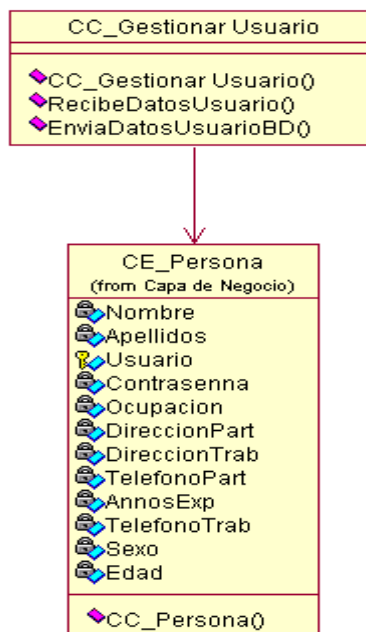 CC_Gestionar Usuario
CC_Gestionar Usuario()
RecibeDatosUsuario()
EnviaDatosUsuarioBD()
CE_Persona
(from Capa de Negocio)
Nombre
Apellidos
Usuario
Contrasenna
Ocupacion
DireccionPart
DireccionTrab
TelefonoPart
AnnosExp
TelefonoTrab
Sexo
Edad
CC_Persona()